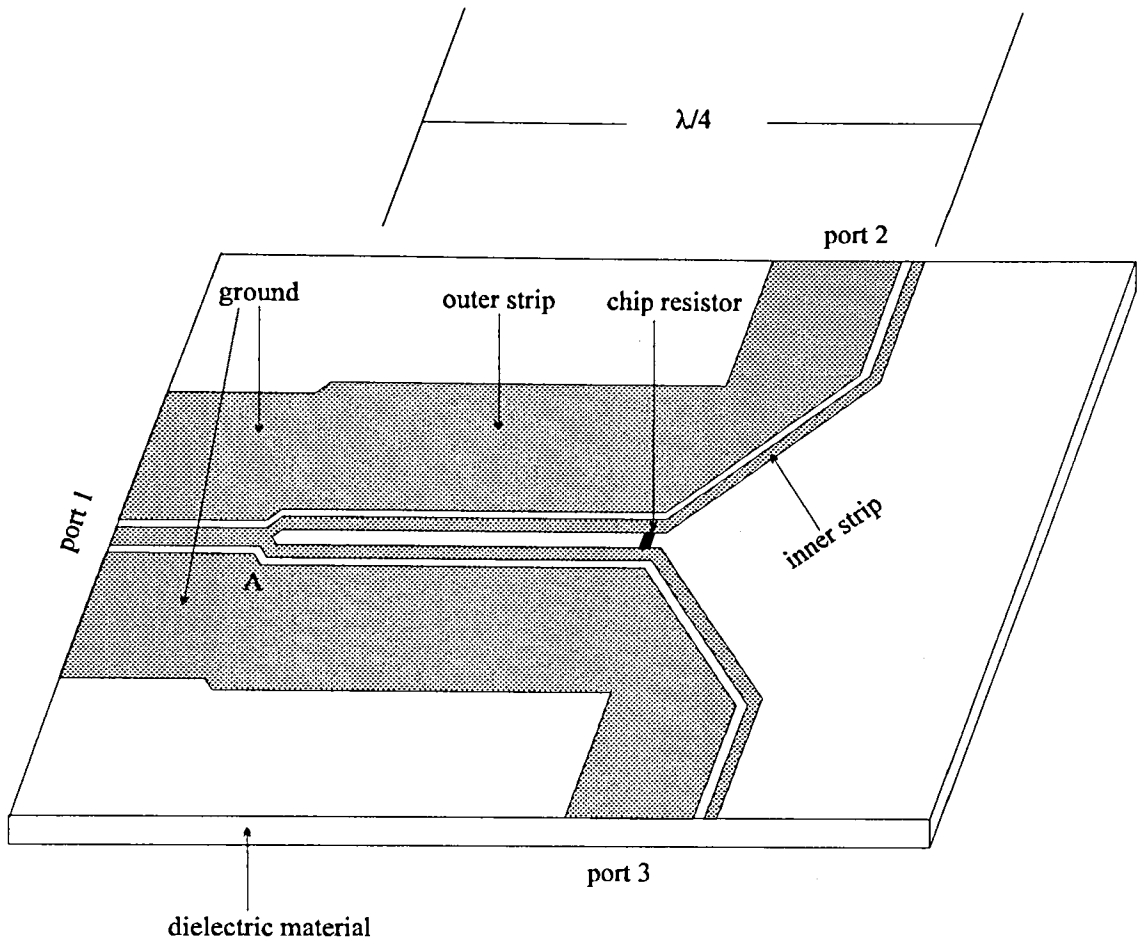 λ/4
port 2
ground
outer strip
chip resistor
port 1
inner strip
Λ
port 3
dielectric material